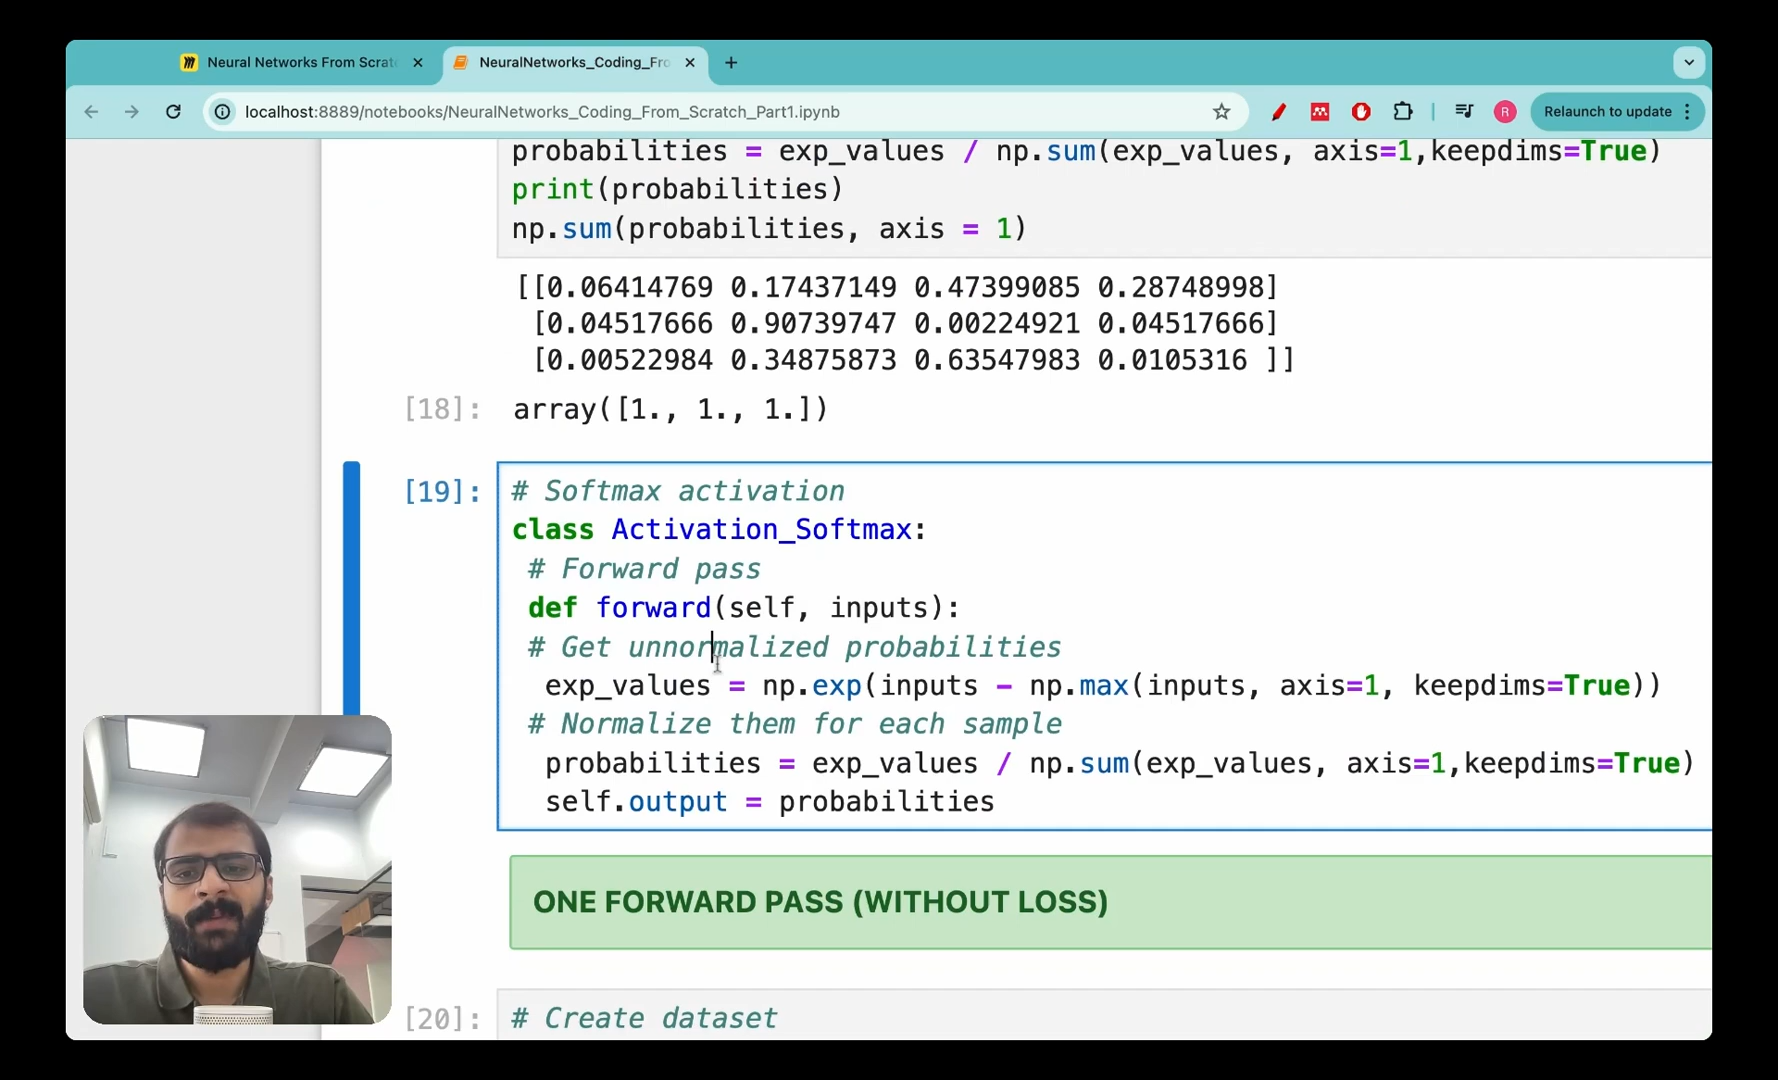 Neural Networks From Scrat
NeuralNetworks_Coding_Fro
localhost:8889/notebooks/NeuralNetworks_Coding_From_Scratch_Part1.ipynb
R
Relaunch to update
probabilities = exp_values / np.sum(exp_values, axis=1,keepdims=True)
print(probabilities)
np.sum(probabilities, axis = 1)
[[0.06414769 0.17437149 0.47399085 0.28748998]
[0.04517666 0.90739747 0.00224921 0.04517666]
[0.00522984 0.34875873 0.63547983 0.0105316 ]]
[18]: array([1., 1., 1.])
[19]: # Softmax activation
class Activation_Softmax:
# Forward pass
def forward(self, inputs):
# Get unnormalized probabilities
exp_values = np.exp(inputs - np.max(inputs, axis=1, keepdims=True))
# Normalize them for each sample
probabilities = exp_values / np.sum(exp_values, axis=1,keepdims=True)
self.output = probabilities
ONE FORWARD PASS (WITHOUT LOSS)
[20]: # Create dataset